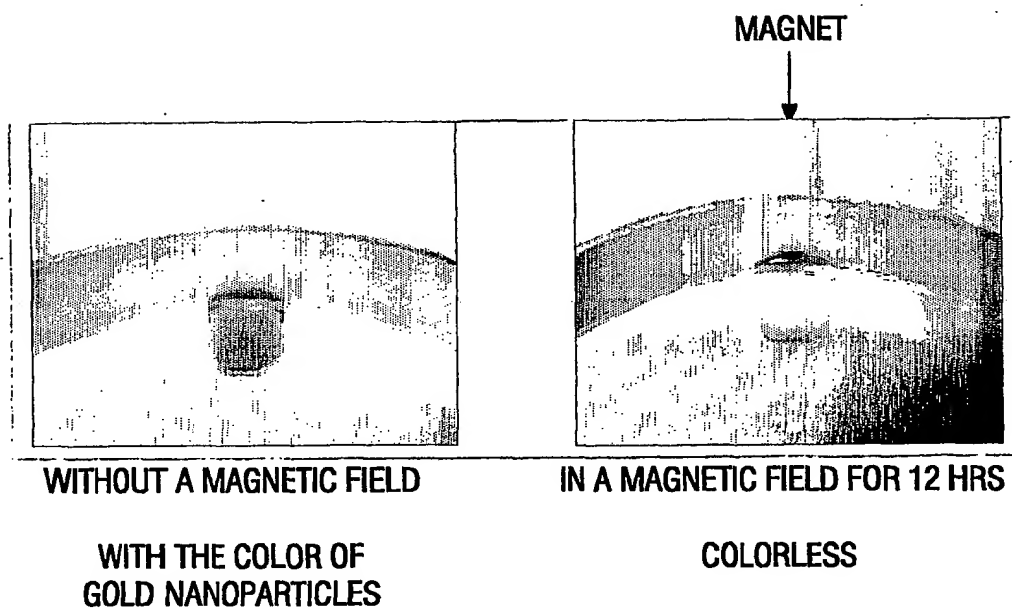 MAGNET
WITHOUT A MAGNETIC FIELD
IN A MAGNETIC FIELD FOR 12 HRS
WITH THE COLOR OF
GOLD NANOPARTICLES
COLORLESS